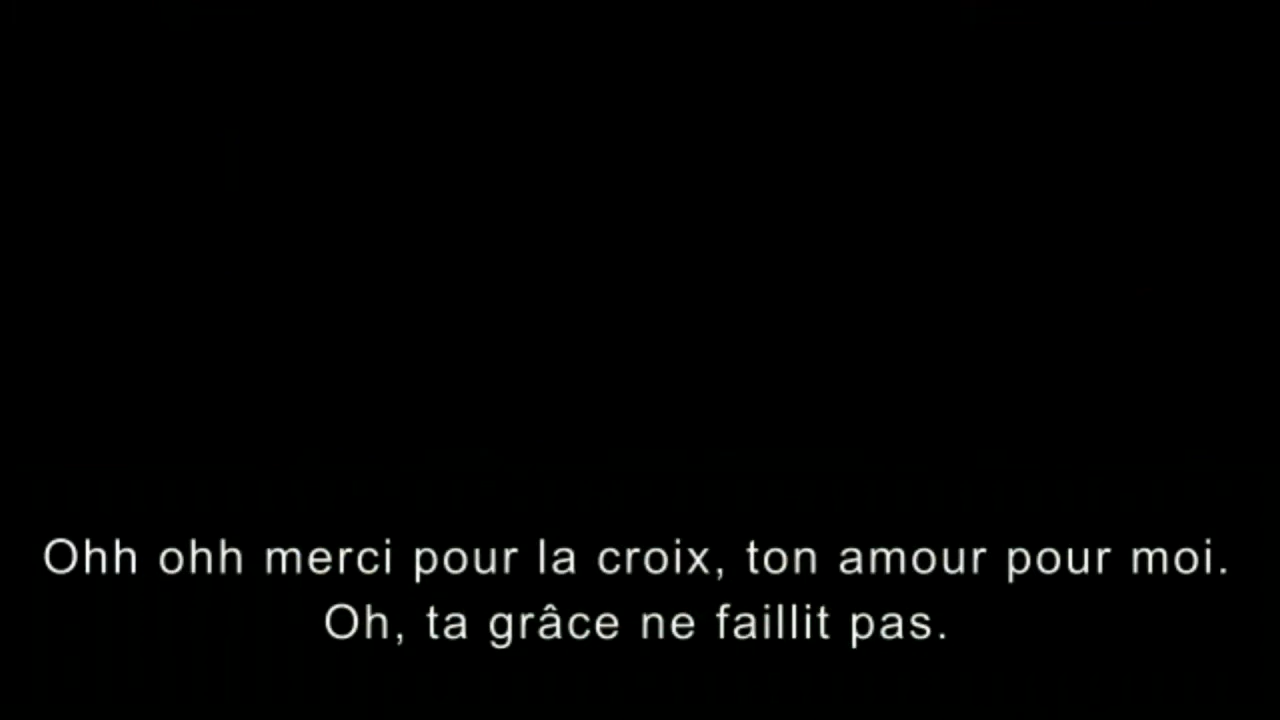 Ohh ohh merci pour la croix, ton amour pour moi.
Oh, ta grâce ne faillit pas.